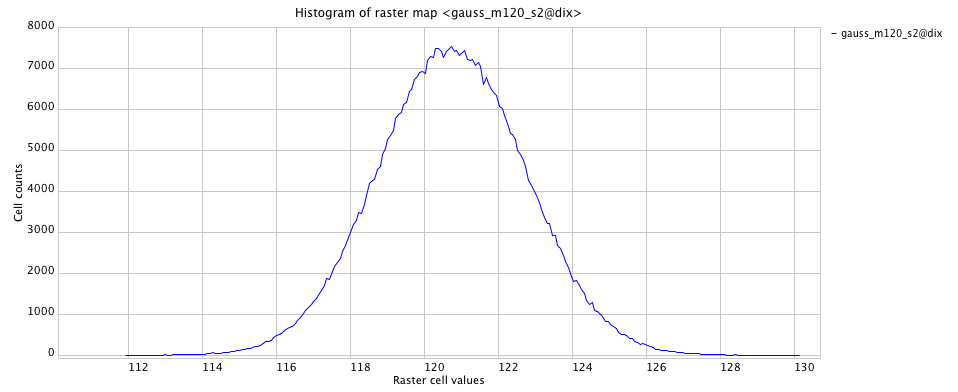 Histogram of raster map <gauss_m120_s2@dix>
8000
7000
6000
5000
4000
3000
2000
1000
0
Cell counts
112 114 116 118 120 122 124 126 128 130
Raster cell values
– gauss_m120_s2@dix